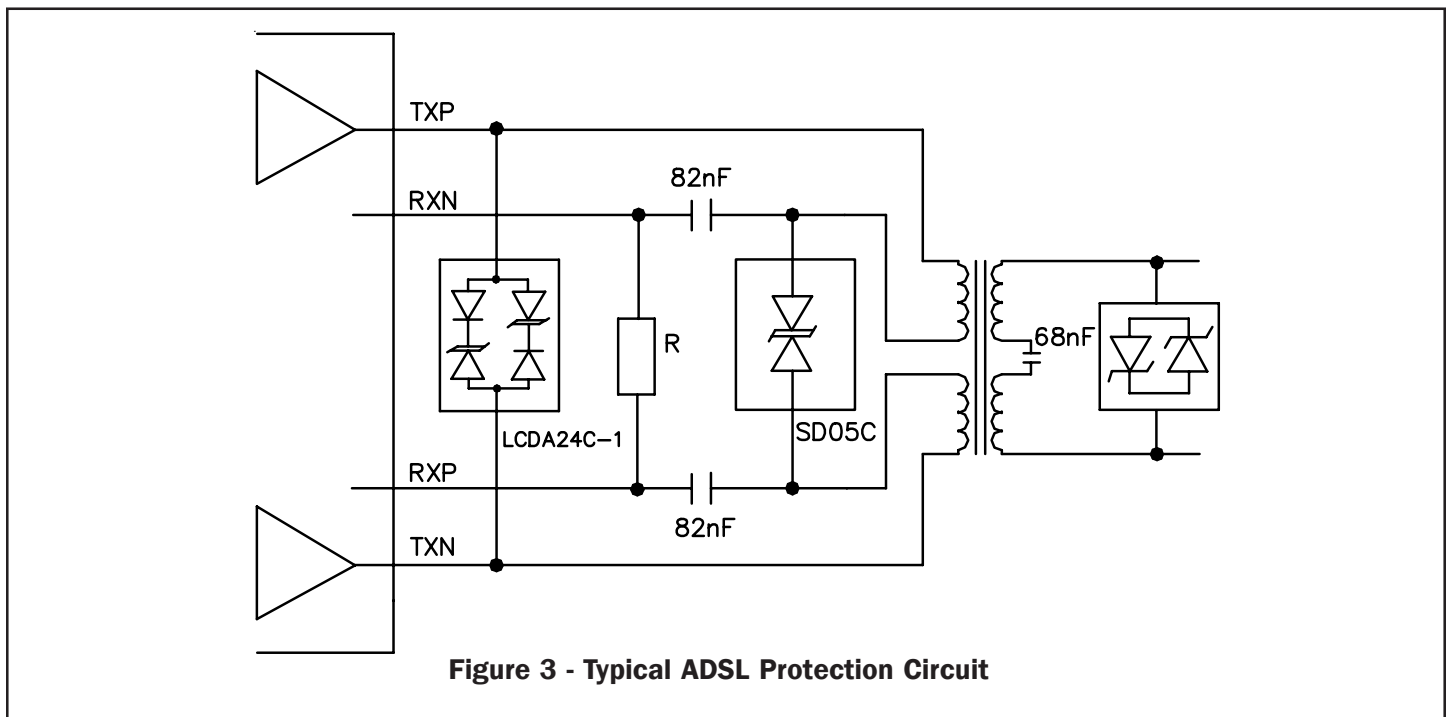 TXP
82nF
RXN
68nF
R
SD05C
LCDA24C-1
RXP
82nF
TXN
Figure 3 - Typical ADSL Protection Circuit